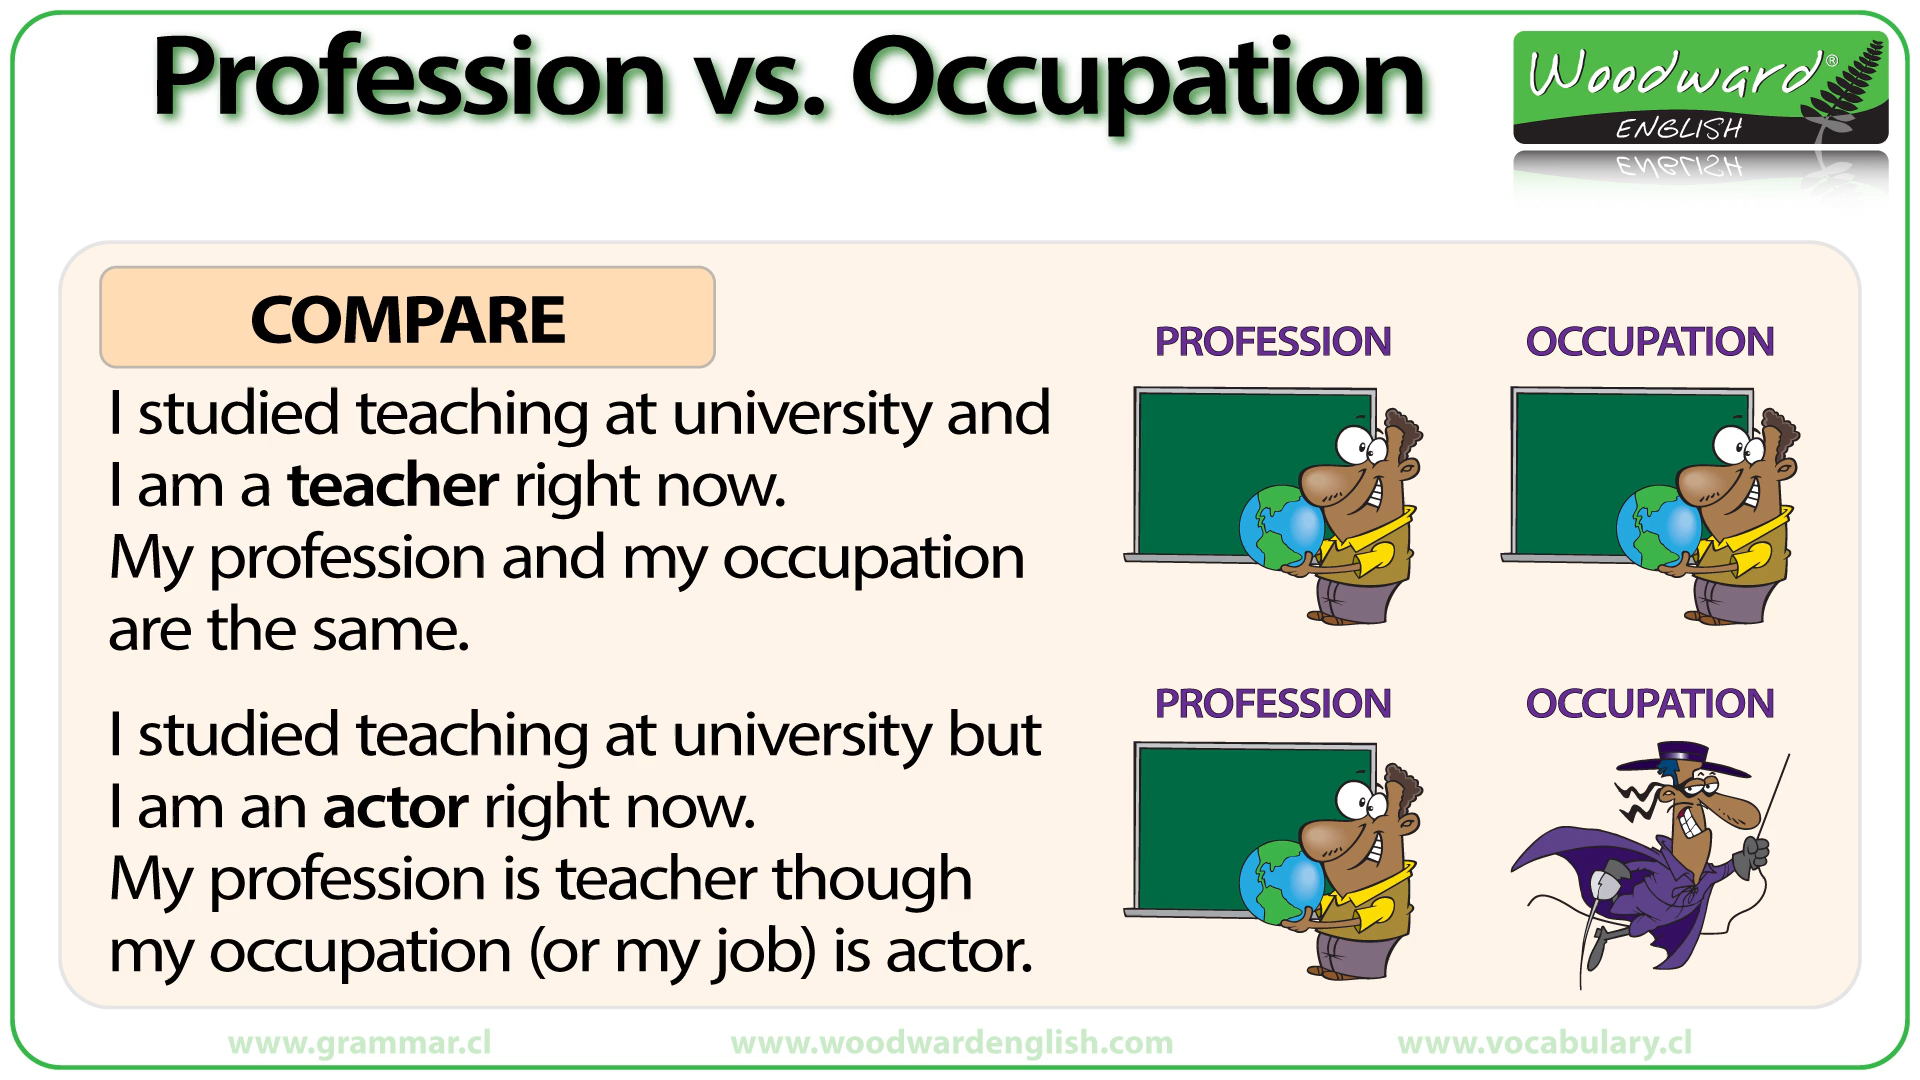 Profession vs. Occupation
Woodward®
ENGLISH
COMPARE
I studied teaching at university and
I am a teacher right now.
My profession and my occupation
are the same.
PROFESSION
OCCUPATION
I studied teaching at university but
I am an actor right now.
My profession is teacher though
my occupation (or my job) is actor.
PROFESSION
OCCUPATION
www.grammar.cl
www.woodwardenglish.com
www.vocabulary.cl